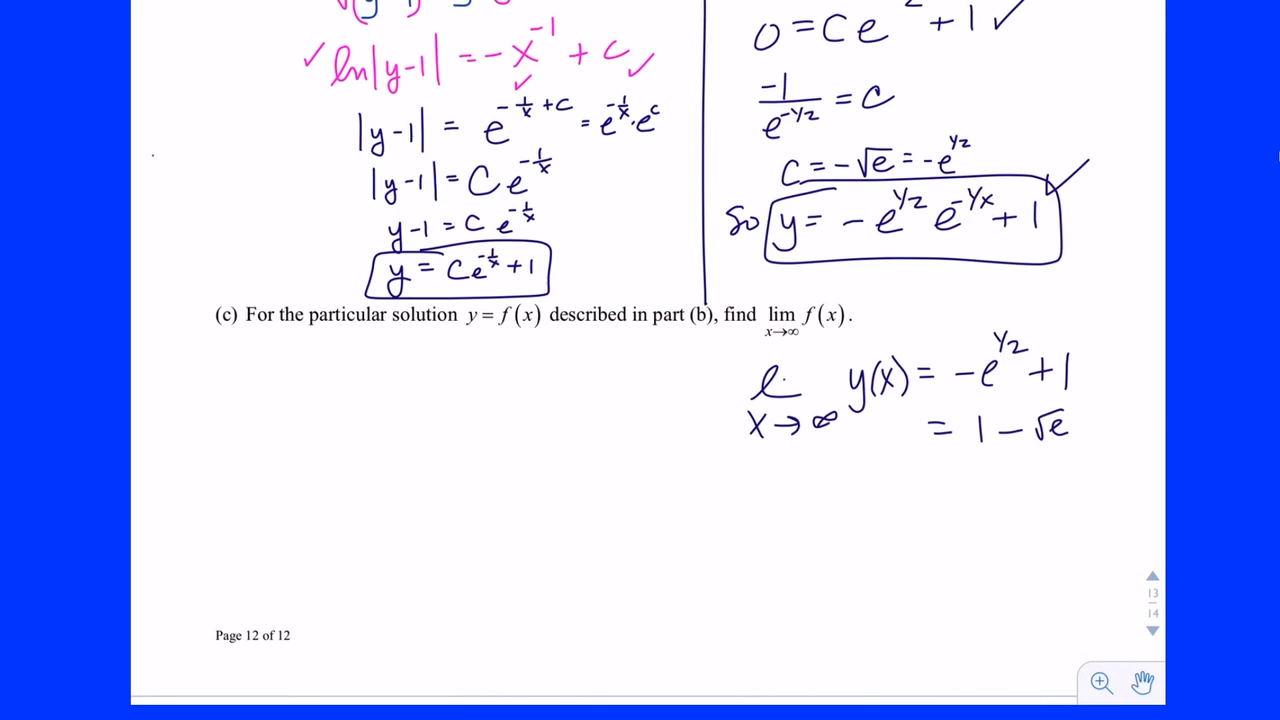 ln|y-1| = -x^-1 + C
|y-1| = e^(-1/x + C) = e^(-1/x) · e^C
|y-1| = Ce^(-1/x)
y-1 = Ce^(-1/x)
y = Ce^(-1/x) + 1
+ 1
0 = Ce
-1/e^(-1/2) = C
C = -√e = -e^(1/2)
So y = -e^(1/2) e^(-1/x) + 1
(c) For the particular solution y = f(x) described in part (b), find lim x→∞ f(x).
y(x) = -e^(1/2) + 1
x → ∞
= 1 - √e
13
14
Page 12 of 12